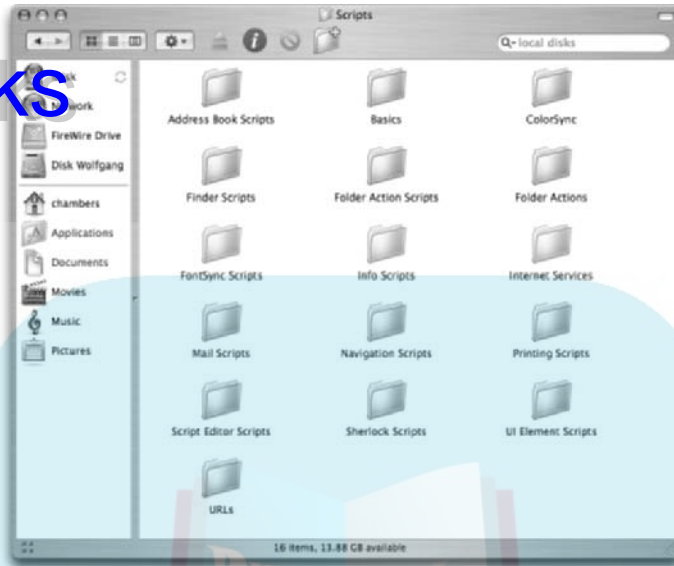 Scripts
local disks
ks
Network
FireWire Drive
Disk Wolfgang
chambers
Applications
Documents
Movies
Music
Pictures
Address Book Scripts
Basics
ColorSync
Finder Scripts
Folder Action Scripts
Folder Actions
FontSync Scripts
Info Scripts
Internet Services
Mail Scripts
Navigation Scripts
Printing Scripts
Script Editor Scripts
Sherlock Scripts
UI Element Scripts
URLs
16 items, 13.88 GB available